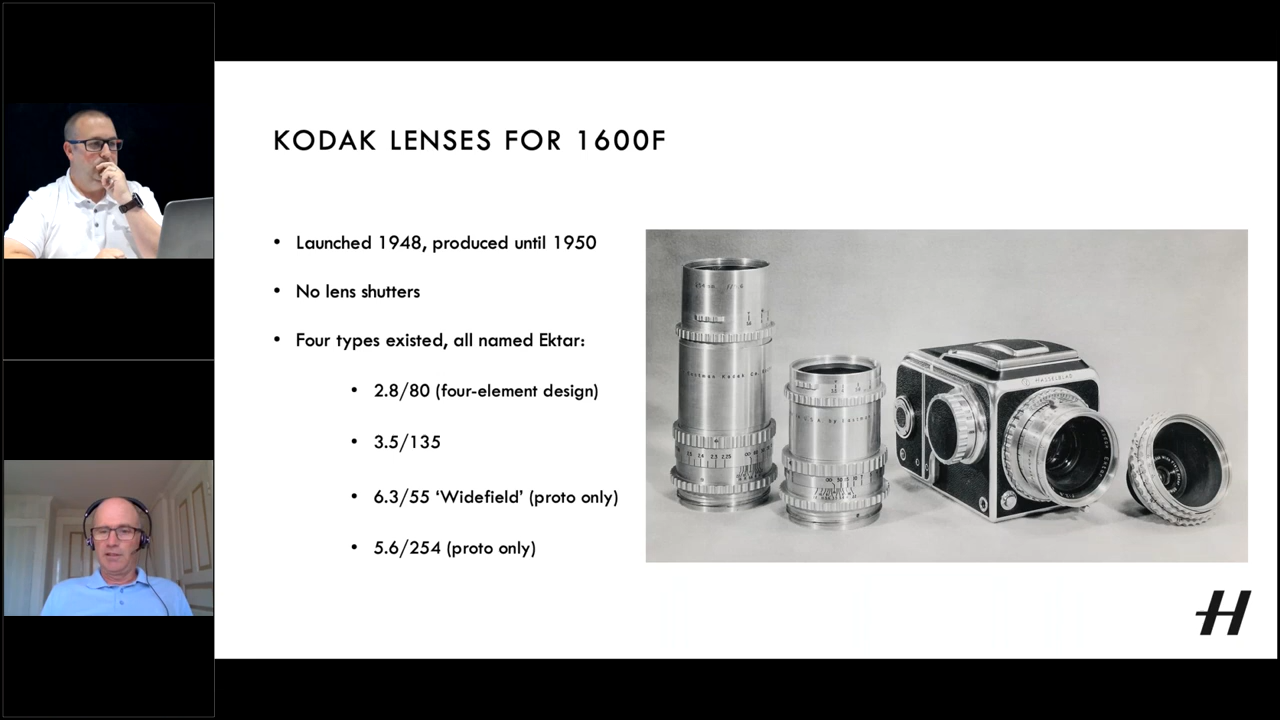 KODAK LENSES FOR 1600F
• Launched 1948, produced until 1950
• No lens shutters
• Four types existed, all named Ektar:
• 2.8/80 (four-element design)
• 3.5/135
• 6.3/55 ‘Widefield’ (proto only)
• 5.6/254 (proto only)
HASSELBLAD
H